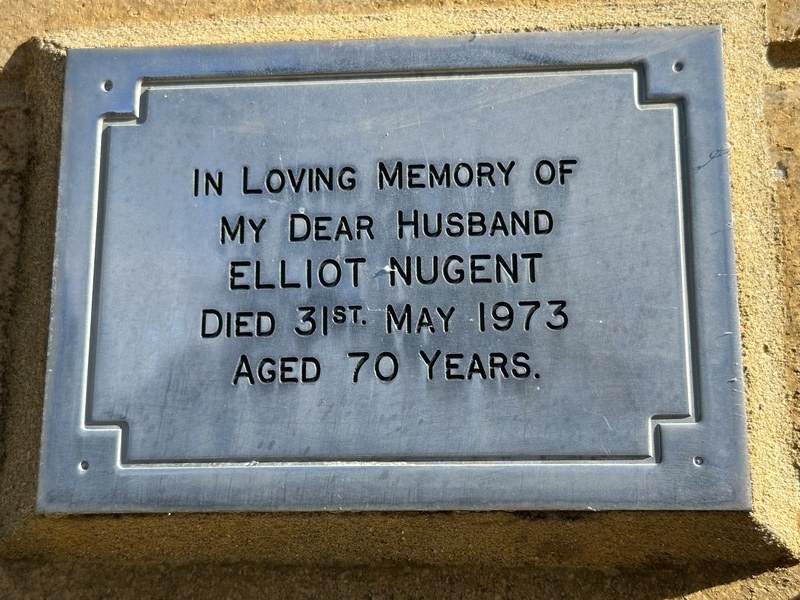 IN LOVING MEMORY OF
MY DEAR HUSBAND
ELLIOT NUGENT
DIED 31ST. MAY 1973
AGED 70 YEARS.